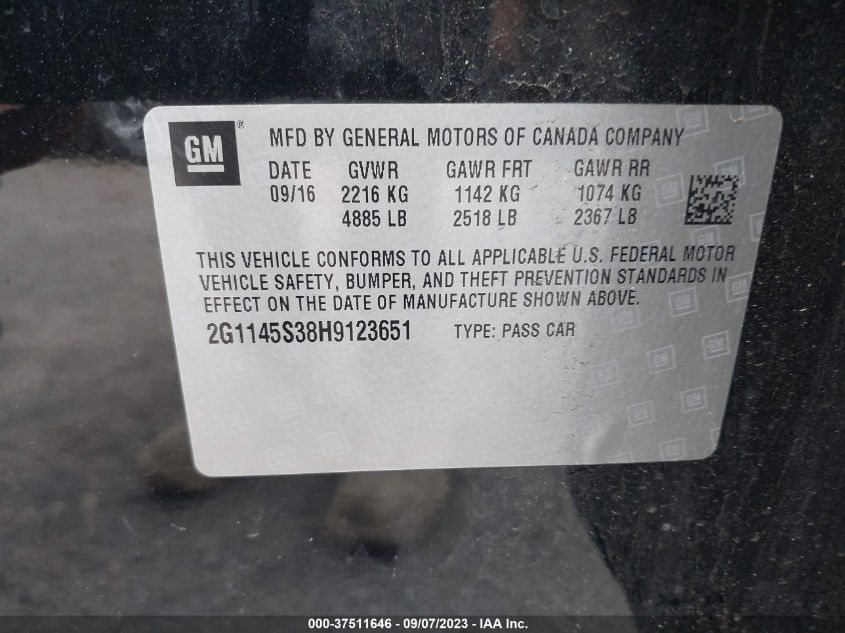 GM ®
MFD BY GENERAL MOTORS OF CANADA COMPANY
DATE GVWR GAWR FRT GAWR RR
09/16 2216 KG 1142 KG 1074 KG
4885 LB 2518 LB 2367 LB
THIS VEHICLE CONFORMS TO ALL APPLICABLE U.S. FEDERAL MOTOR
VEHICLE SAFETY, BUMPER, AND THEFT PREVENTION STANDARDS IN
EFFECT ON THE DATE OF MANUFACTURE SHOWN ABOVE.
2G1145S38H9123651 TYPE: PASS CAR
000-37511646 - 09/07/2023 - IAA Inc.